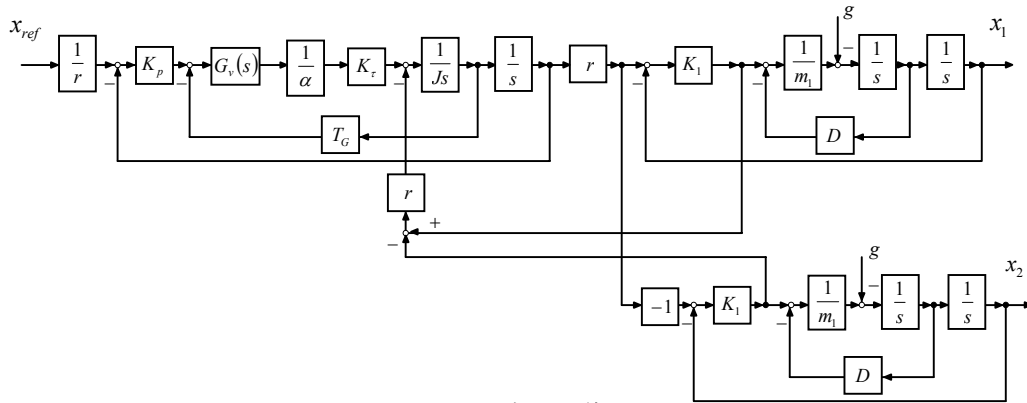 x_ref
1/r
−
K_p
−
G_v(s)
1/α
K_τ
−
1/Js
1/s
r
−
K_1
−
1/m_1
g
−
1/s
1/s
x_1
T_G
D
r
+
−
−1
−
K_1
−
1/m_1
g
−
1/s
1/s
x_2
D